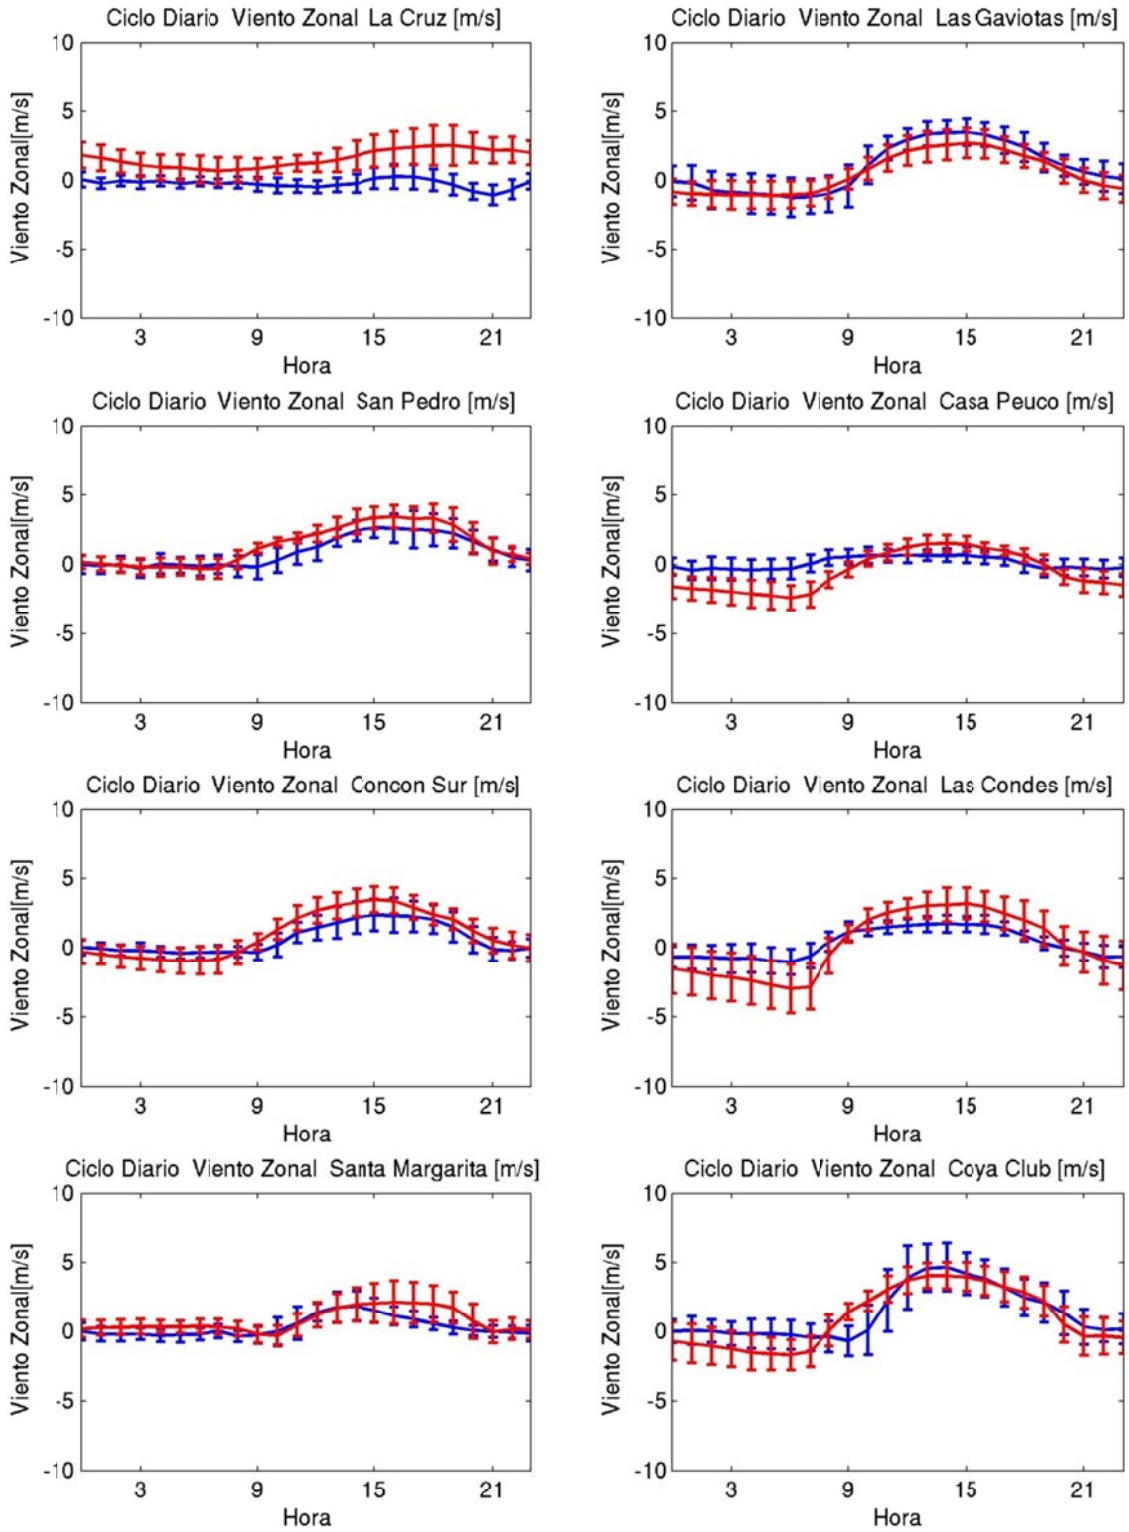 Ciclo Diario Viento Zonal La Cruz [m/s]
10
5
0
-5
-10
Viento Zonal[m/s]
3 9 15 21
Hora
Ciclo Diario Viento Zonal Las Gaviotas [m/s]
10
5
0
-5
-10
Viento Zonal[m/s]
3 9 15 21
Hora
Ciclo Diario Viento Zonal San Pedro [m/s]
10
5
0
-5
-10
Viento Zonal[m/s]
3 9 15 21
Hora
Ciclo Diario Viento Zonal Casa Peuco [m/s]
10
5
0
-5
-10
Viento Zonal[m/s]
3 9 15 21
Hora
Ciclo Diario Viento Zonal Concon Sur [m/s]
10
5
0
-5
-10
Viento Zonal[m/s]
3 9 15 21
Hora
Ciclo Diario Viento Zonal Las Condes [m/s]
10
5
0
-5
-10
Viento Zonal[m/s]
3 9 15 21
Hora
Ciclo Diario Viento Zonal Santa Margarita [m/s]
10
5
0
-5
-10
Viento Zonal[m/s]
3 9 15 21
Hora
Ciclo Diario Viento Zonal Coya Club [m/s]
10
5
0
-5
-10
Viento Zonal[m/s]
3 9 15 21
Hora